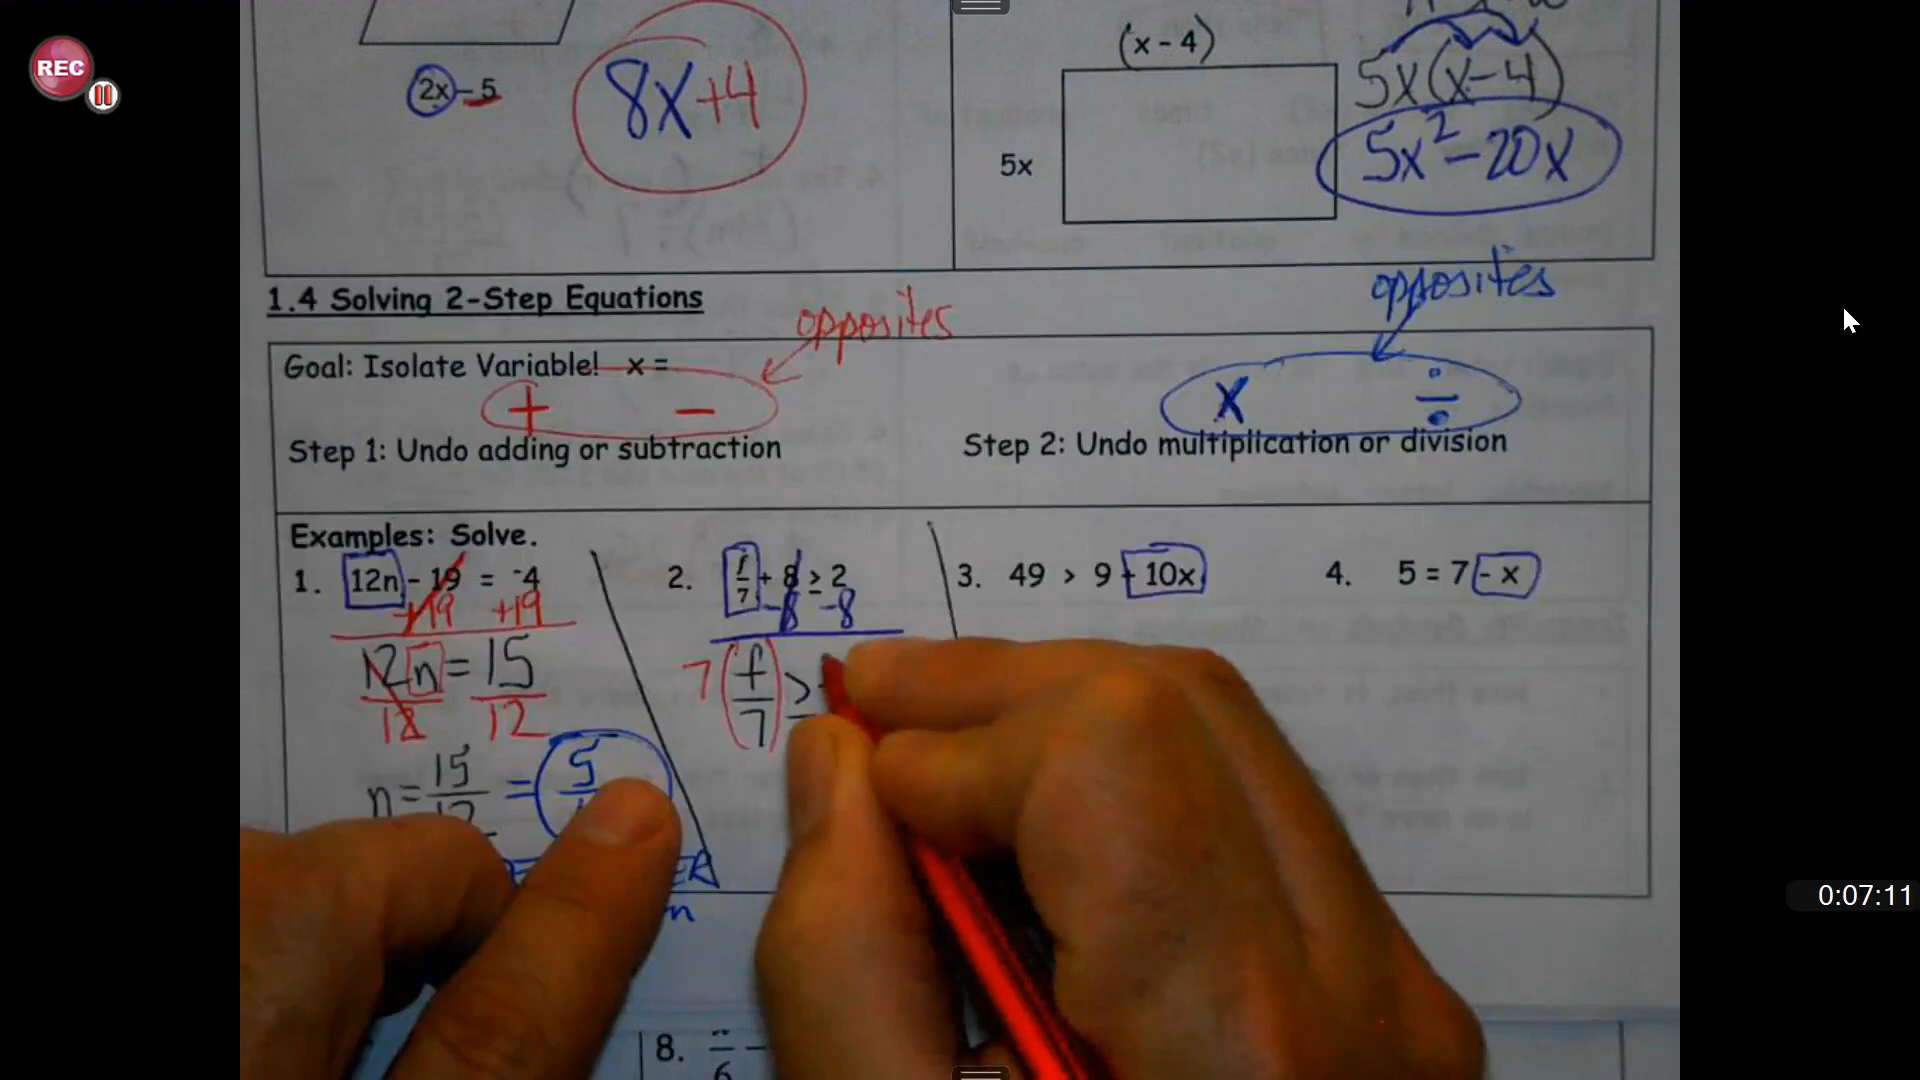 REC
2x - 5
8x+4
(x - 4)
5x
5x(x-4)
5x²-20x
1.4 Solving 2-Step Equations
opposites
opposites
Goal: Isolate Variable! x =
+ -
x ÷
Step 1: Undo adding or subtraction
Step 2: Undo multiplication or division
Examples: Solve.
1. 12n - 19 = ⁻4
+19 +19
12n = 15
12 12
n = 15/12 = 5
2. f/7 + 8 ≥ 2
-8 -8
7(f/7) ≥
3. 49 > 9 + 10x
4. 5 = 7 - x
8.
6
0:07:11